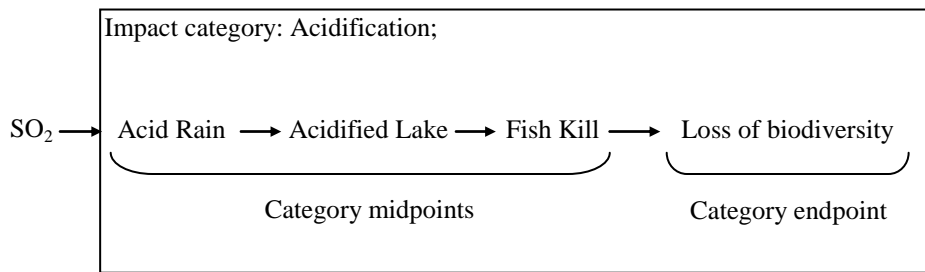 Impact category: Acidification;
SO₂ Acid Rain Acidified Lake Fish Kill Loss of biodiversity
Category midpoints Category endpoint